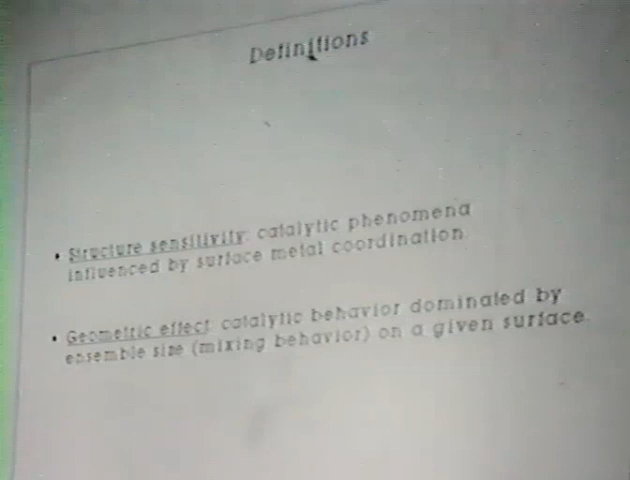 Definitions
• Structure sensitivity: catalytic phenomena
influenced by surface metal coordination.
• Geometric effect: catalytic behavior dominated by
ensemble size (mixing behavior) on a given surface.